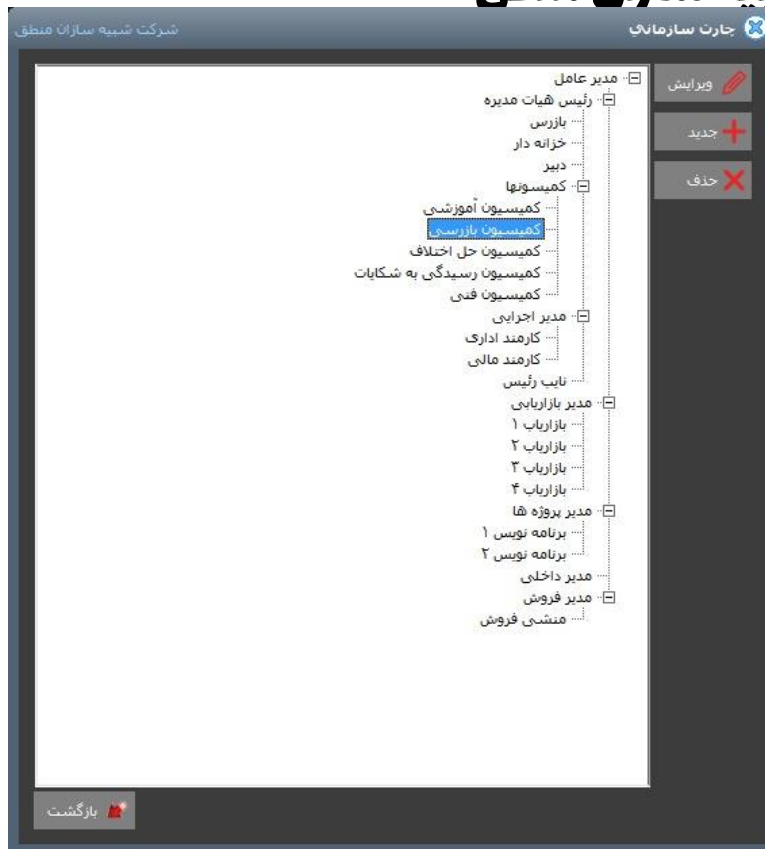 چارت سازماني
شرکت شبیه سازان منطق
ویرایش
جدید
حذف
مدیر عامل
رئیس هیات مدیره
بازرس
خزانه دار
دبیر
کمیسونها
کمیسیون آموزشی
کمیسیون بازرسی
کمیسیون حل اختلاف
کمیسیون رسیدگی به شکایات
کمیسیون فنی
مدیر اجرایی
کارمند اداری
کارمند مالی
نایب رئیس
مدیر بازاریابی
بازاریاب ۱
بازاریاب ۲
بازاریاب ۳
بازاریاب ۴
مدیر پروژه ها
برنامه نویس ۱
برنامه نویس ۲
مدیر داخلی
مدیر فروش
منشی فروش
بازگشت